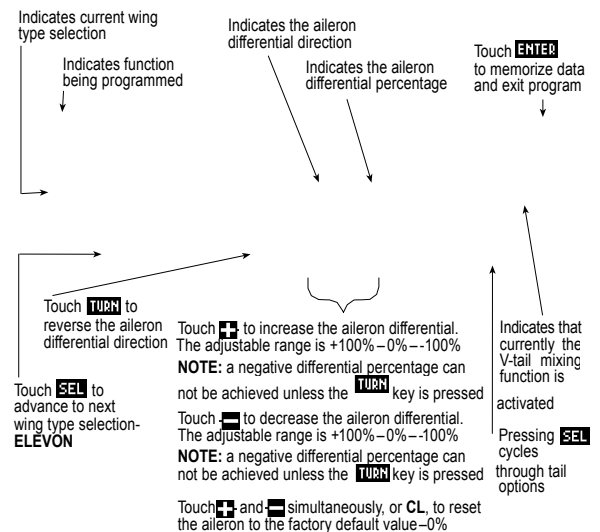 Indicates current wing
type selection
Indicates function
being programmed
Indicates the aileron
differential direction
Indicates the aileron
differential percentage
Touch ENTER
to memorize data
and exit program
Touch TURN to
reverse the aileron
differential direction
Touch SEL to
advance to next
wing type selection-
ELEVON
Touch + to increase the aileron differential.
The adjustable range is +100%–0%–-100%
NOTE: a negative differential percentage can
not be achieved unless the TURN key is pressed
Touch - to decrease the aileron differential.
The adjustable range is +100%–0%–-100%
NOTE: a negative differential percentage can
not be achieved unless the TURN key is pressed
Touch + and - simultaneously, or CL, to reset
the aileron to the factory default value–0%
Indicates that
currently the
V-tail mixing
function is
activated
Pressing SEL
cycles
through tail
options